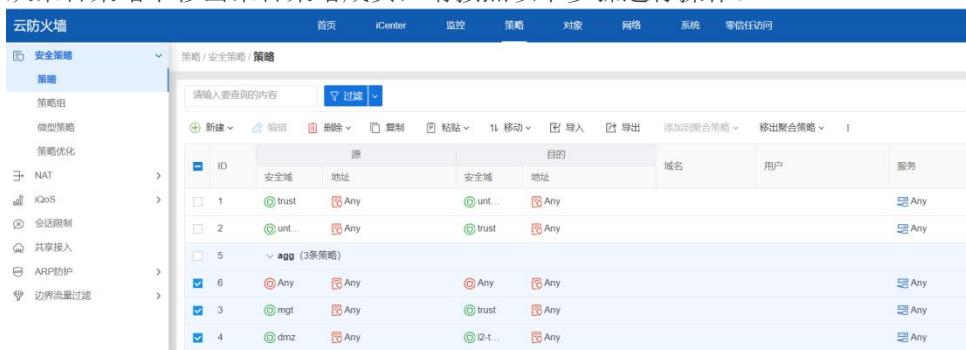 云防火墙 首页 iCenter 监控 策略 对象 网络 系统 零信任访问
安全策略
策略 / 安全策略 / 策略
策略
策略组
微型策略
策略优化
NAT
iQoS
会话限制
共享接入
ARP防护
边界流量过滤
请输入要查询的内容 过滤
新建 编辑 删除 复制 粘贴 移动 导入 导出 添加到聚合策略 移出聚合策略
ID 源 目的 域名 用户 服务
安全域 地址 安全域 地址
1 trust Any unt... Any Any
2 unt... Any trust Any Any
5 agg (3条策略)
6 Any Any Any Any Any
3 mgt Any trust Any Any
4 dmz Any l2-t... Any Any